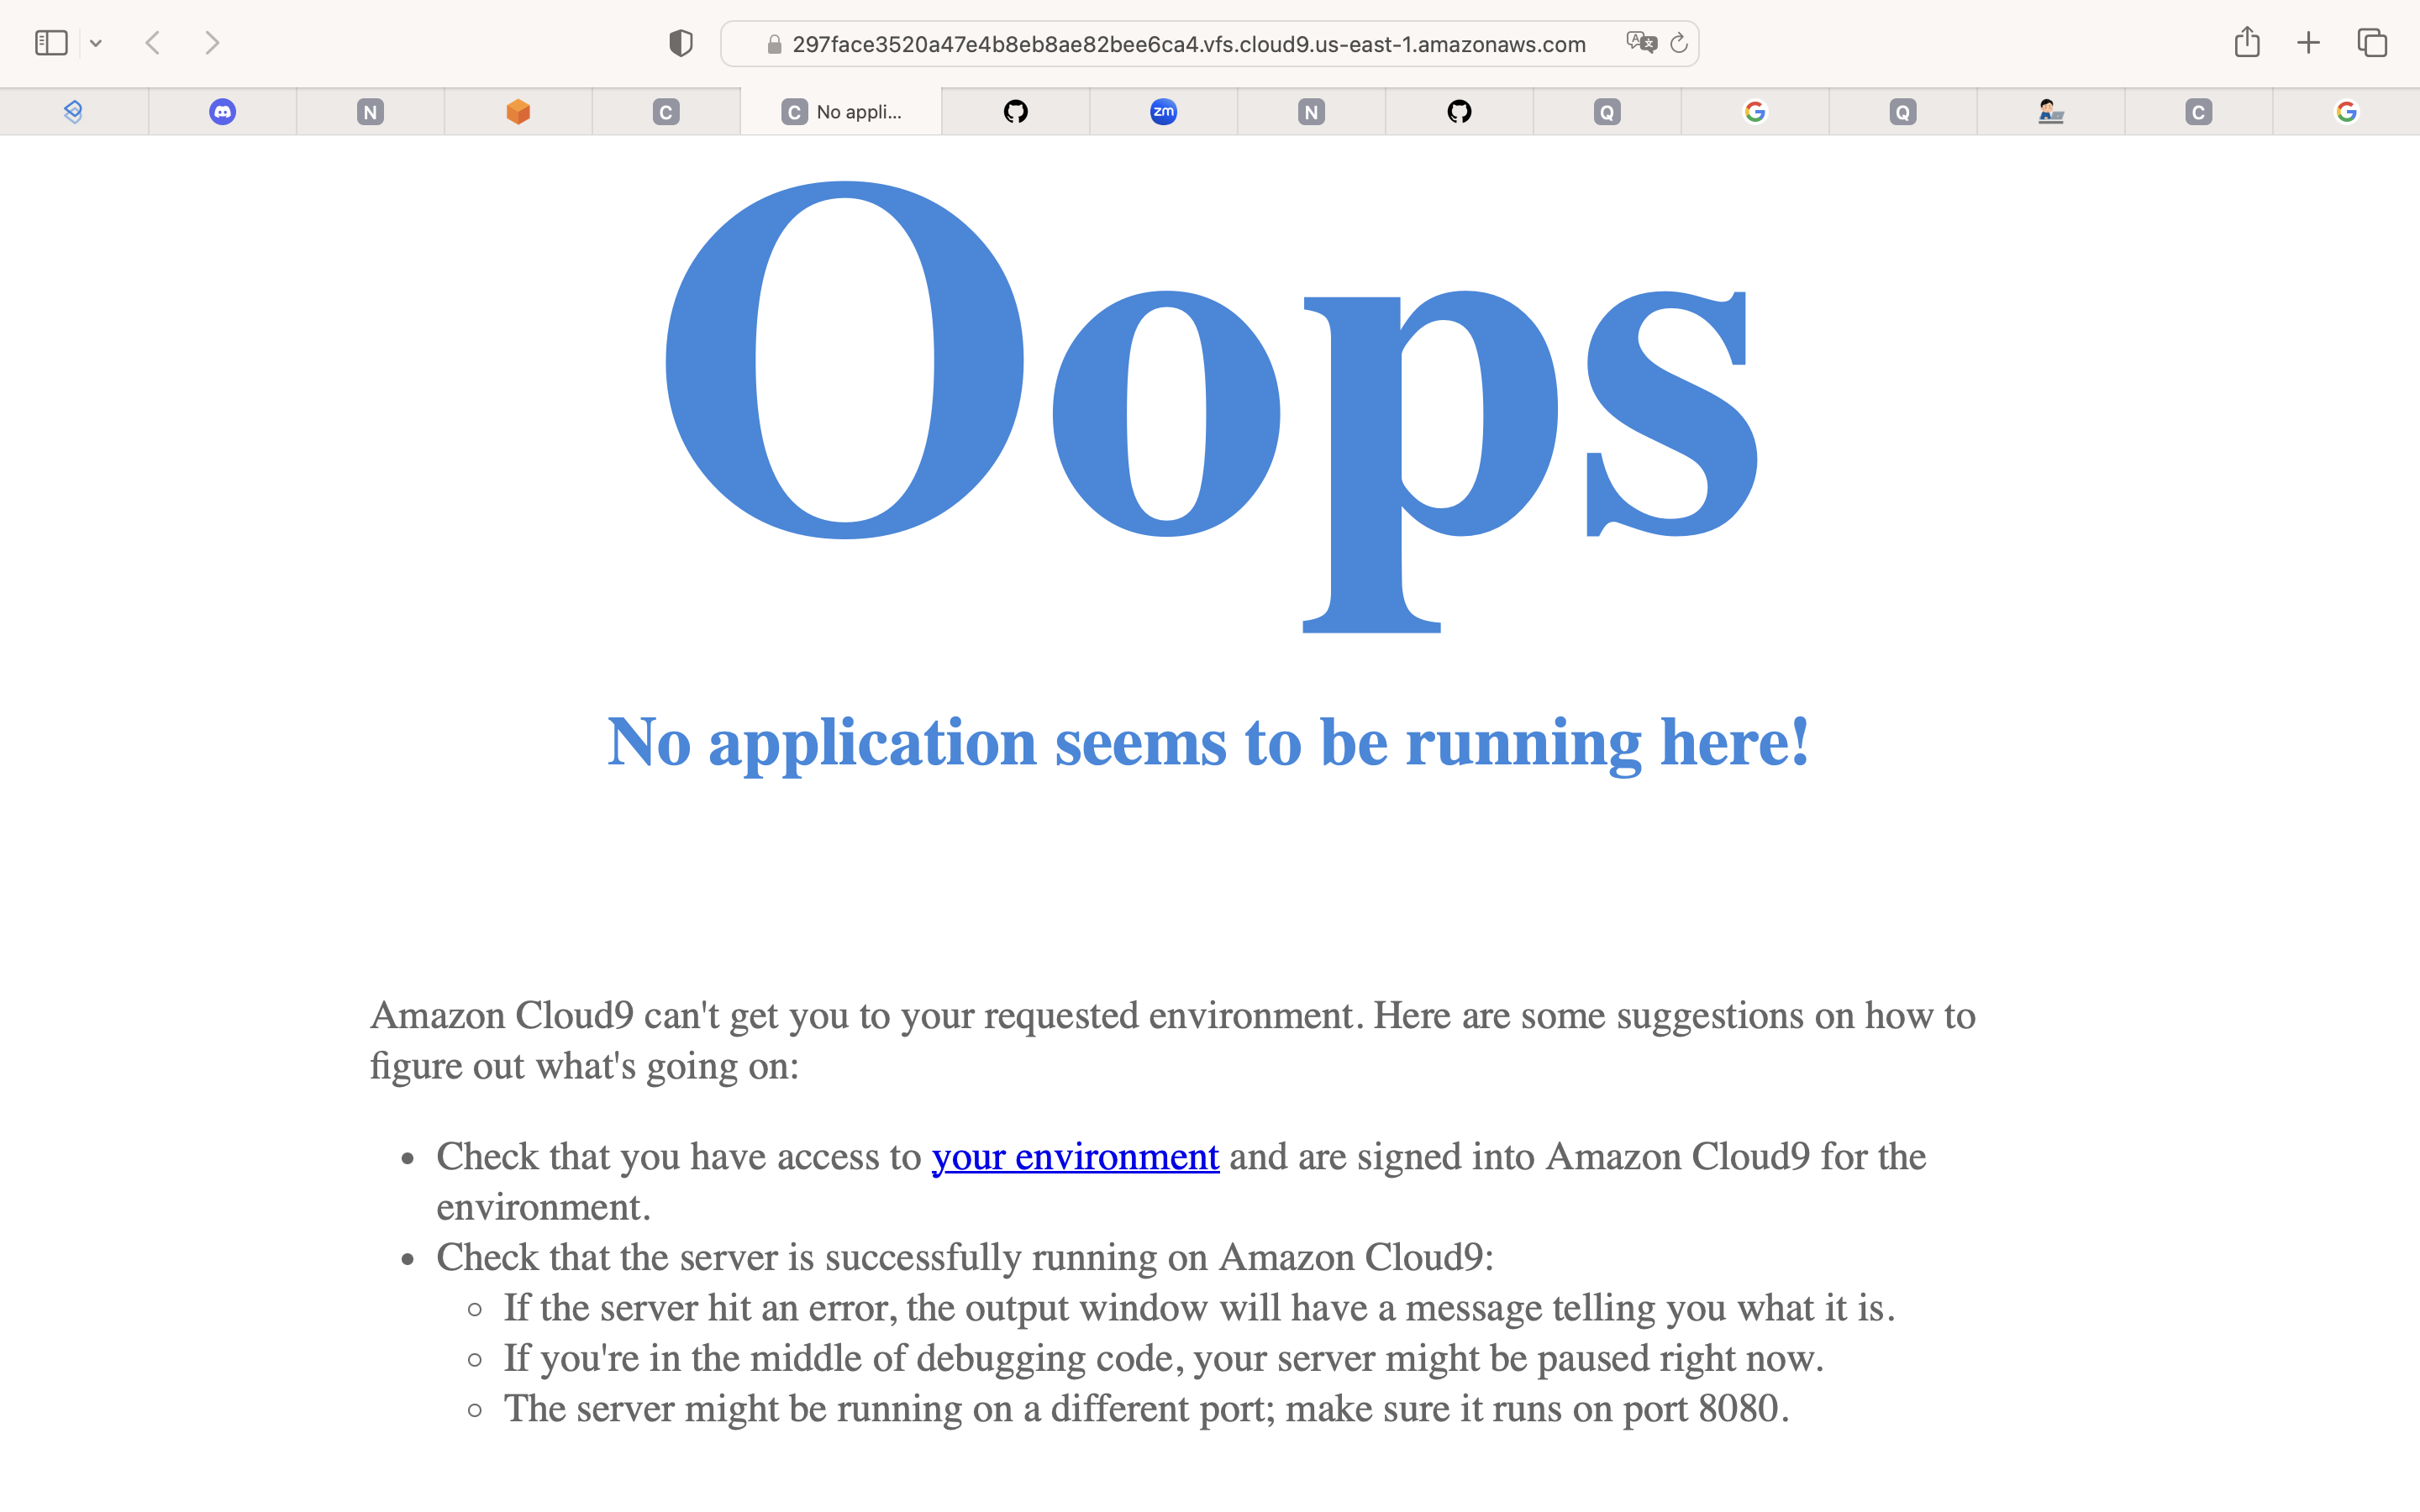 297face3520a47e4b8eb8ae82bee6ca4.vfs.cloud9.us-east-1.amazonaws.com
N
C
C No appli...
zm
N
Q
G
Q
C
G
Oops
No application seems to be running here!
Amazon Cloud9 can't get you to your requested environment. Here are some suggestions on how to
figure out what's going on:
• Check that you have access to your environment and are signed into Amazon Cloud9 for the
environment.
• Check that the server is successfully running on Amazon Cloud9:
◦ If the server hit an error, the output window will have a message telling you what it is.
◦ If you're in the middle of debugging code, your server might be paused right now.
◦ The server might be running on a different port; make sure it runs on port 8080.